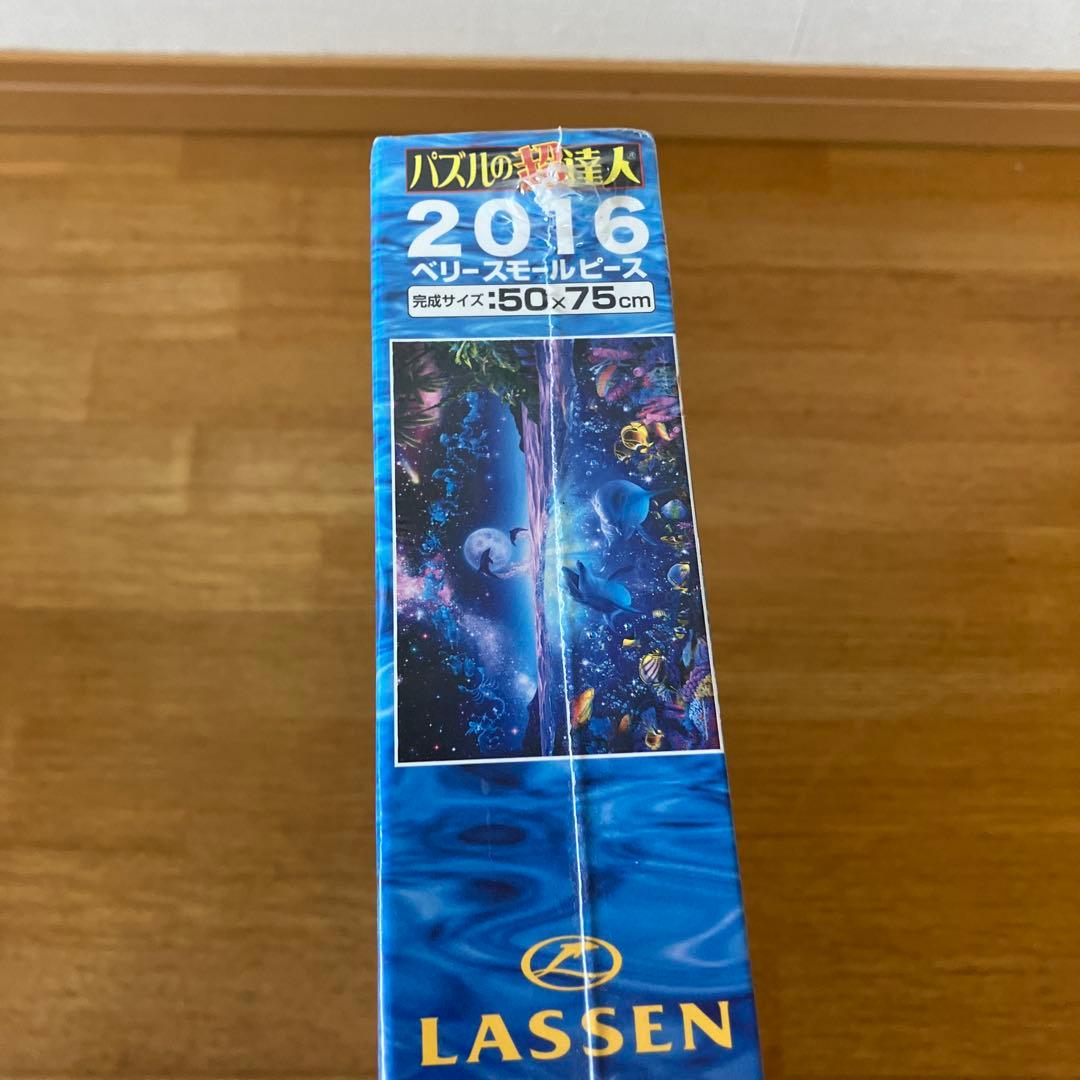 パズルの超達人
2016
ベリースモールピース
完成サイズ:50×75cm
LASSEN